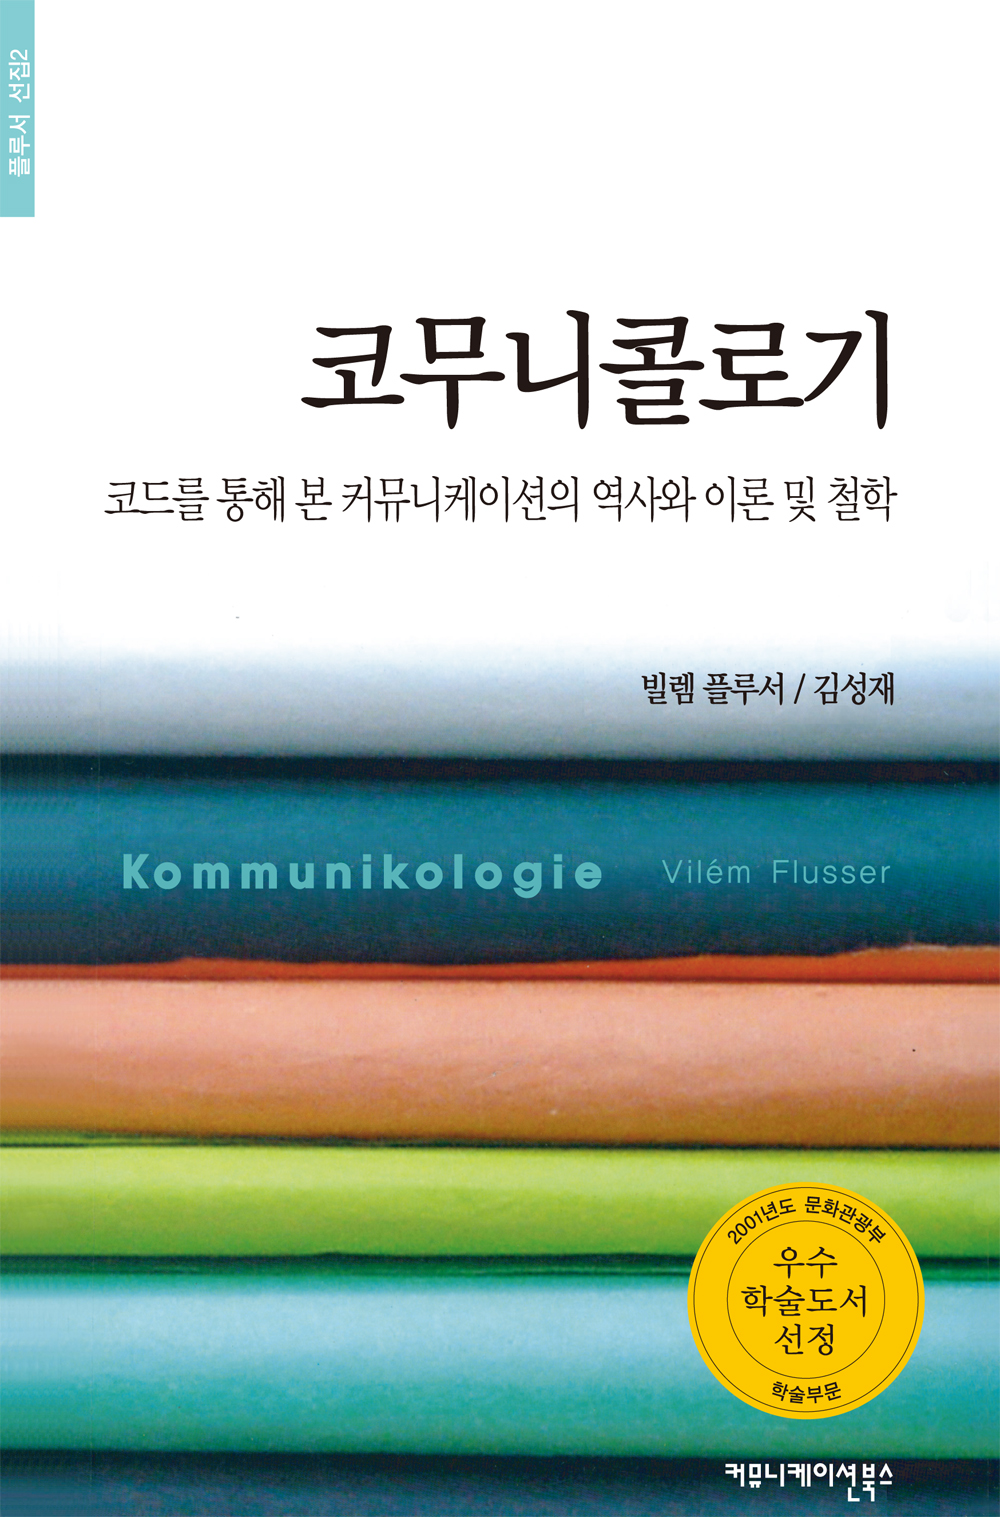 플루서 선집2
코무니콜로기
코드를 통해 본 커뮤니케이션의 역사와 이론 및 철학
빌렘 플루서 / 김성재
Kommunikologie Vilém Flusser
2001년도 문화관광부
우수
학술도서
선정
학술부문
커뮤니케이션북스